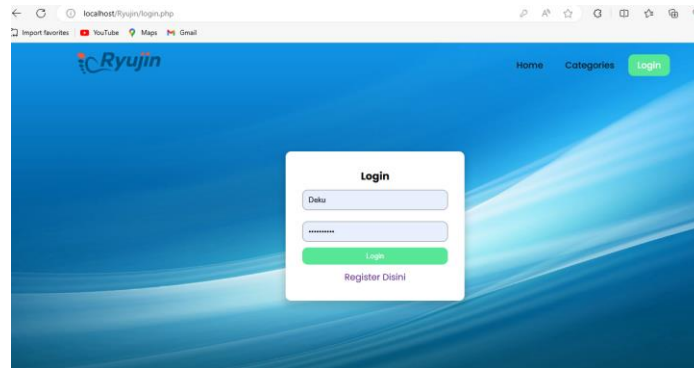 localhost/Ryujin/login.php
Import favorites YouTube Maps Gmail
Ryujin
Home Categories Login
Login
Deku
••••••••••
Login
Register Disini